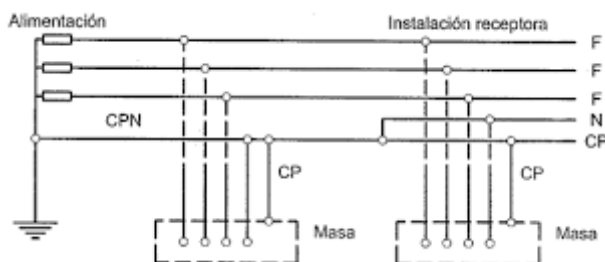 Alimentación
Instalación receptora
F
F
F
N
CPN
CP
CP
CP
Masa
Masa